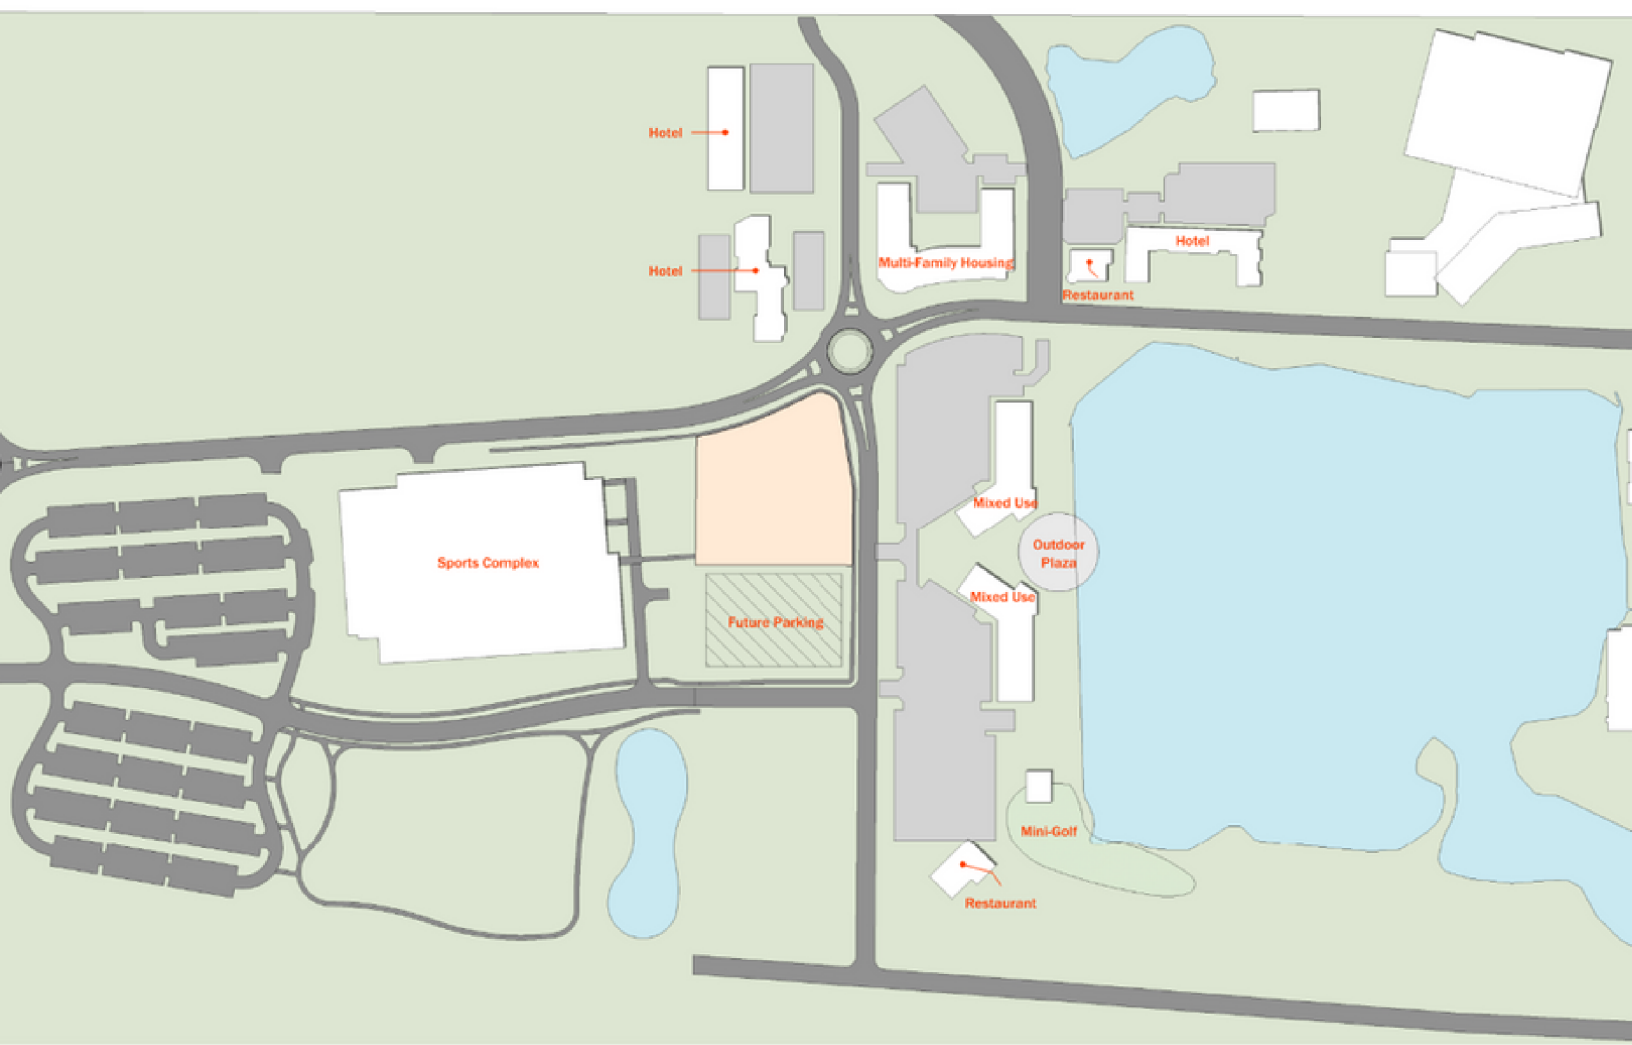 Hotel
Hotel
Multi-Family Housing
Hotel
Restaurant
Mixed Use
Outdoor
Plaza
Sports Complex
Mixed Use
Future Parking
Mini-Golf
Restaurant